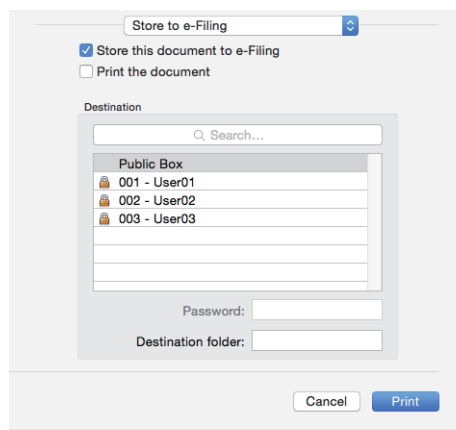 Store to e-Filing
Store this document to e-Filing
Print the document
Destination
Search...
Public Box
001 - User01
002 - User02
003 - User03
Password:
Destination folder:
Cancel Print